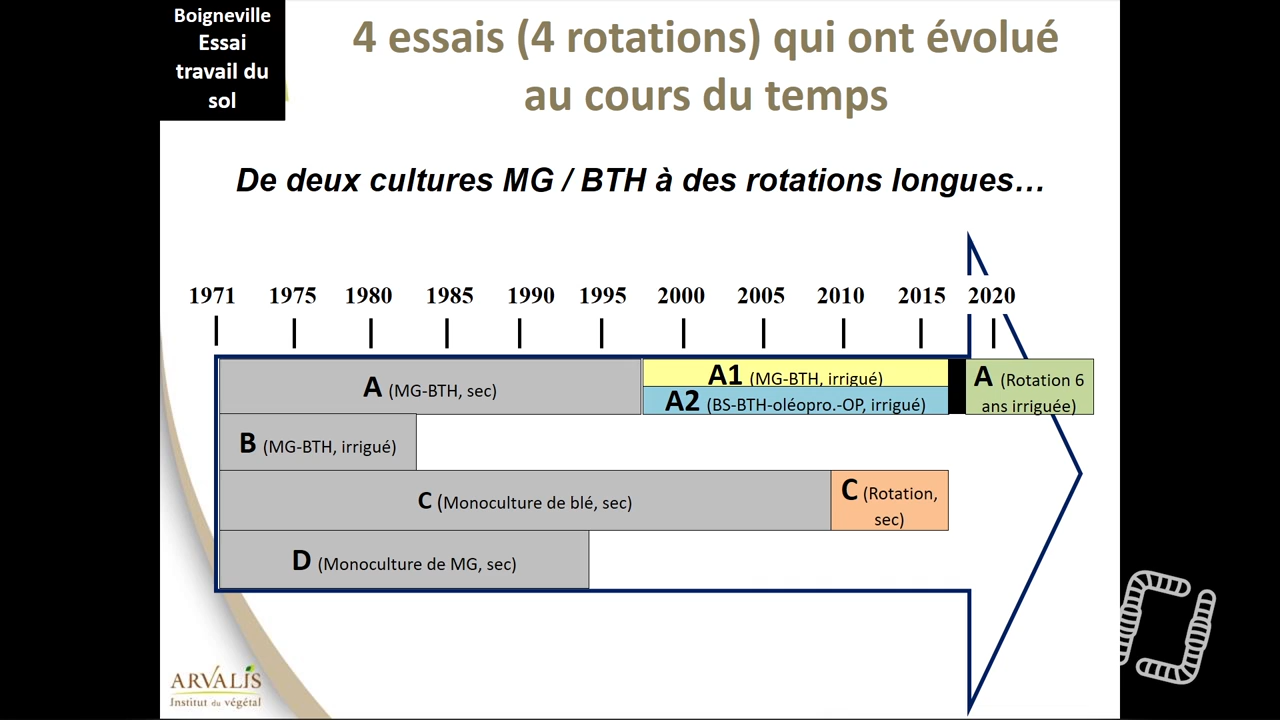 Boigneville
Essai
travail du
sol
4 essais (4 rotations) qui ont évolué
au cours du temps
De deux cultures MG / BTH à des rotations longues…
1971 1975 1980 1985 1990 1995 2000 2005 2010 2015 2020
A (MG-BTH, sec)
A1 (MG-BTH, irrigué)
A2 (BS-BTH-oléopro.-OP, irrigué)
A (Rotation 6
ans irriguée)
B (MG-BTH, irrigué)
C (Monoculture de blé, sec)
C (Rotation,
sec)
D (Monoculture de MG, sec)
ARVALIS
Institut du végétal